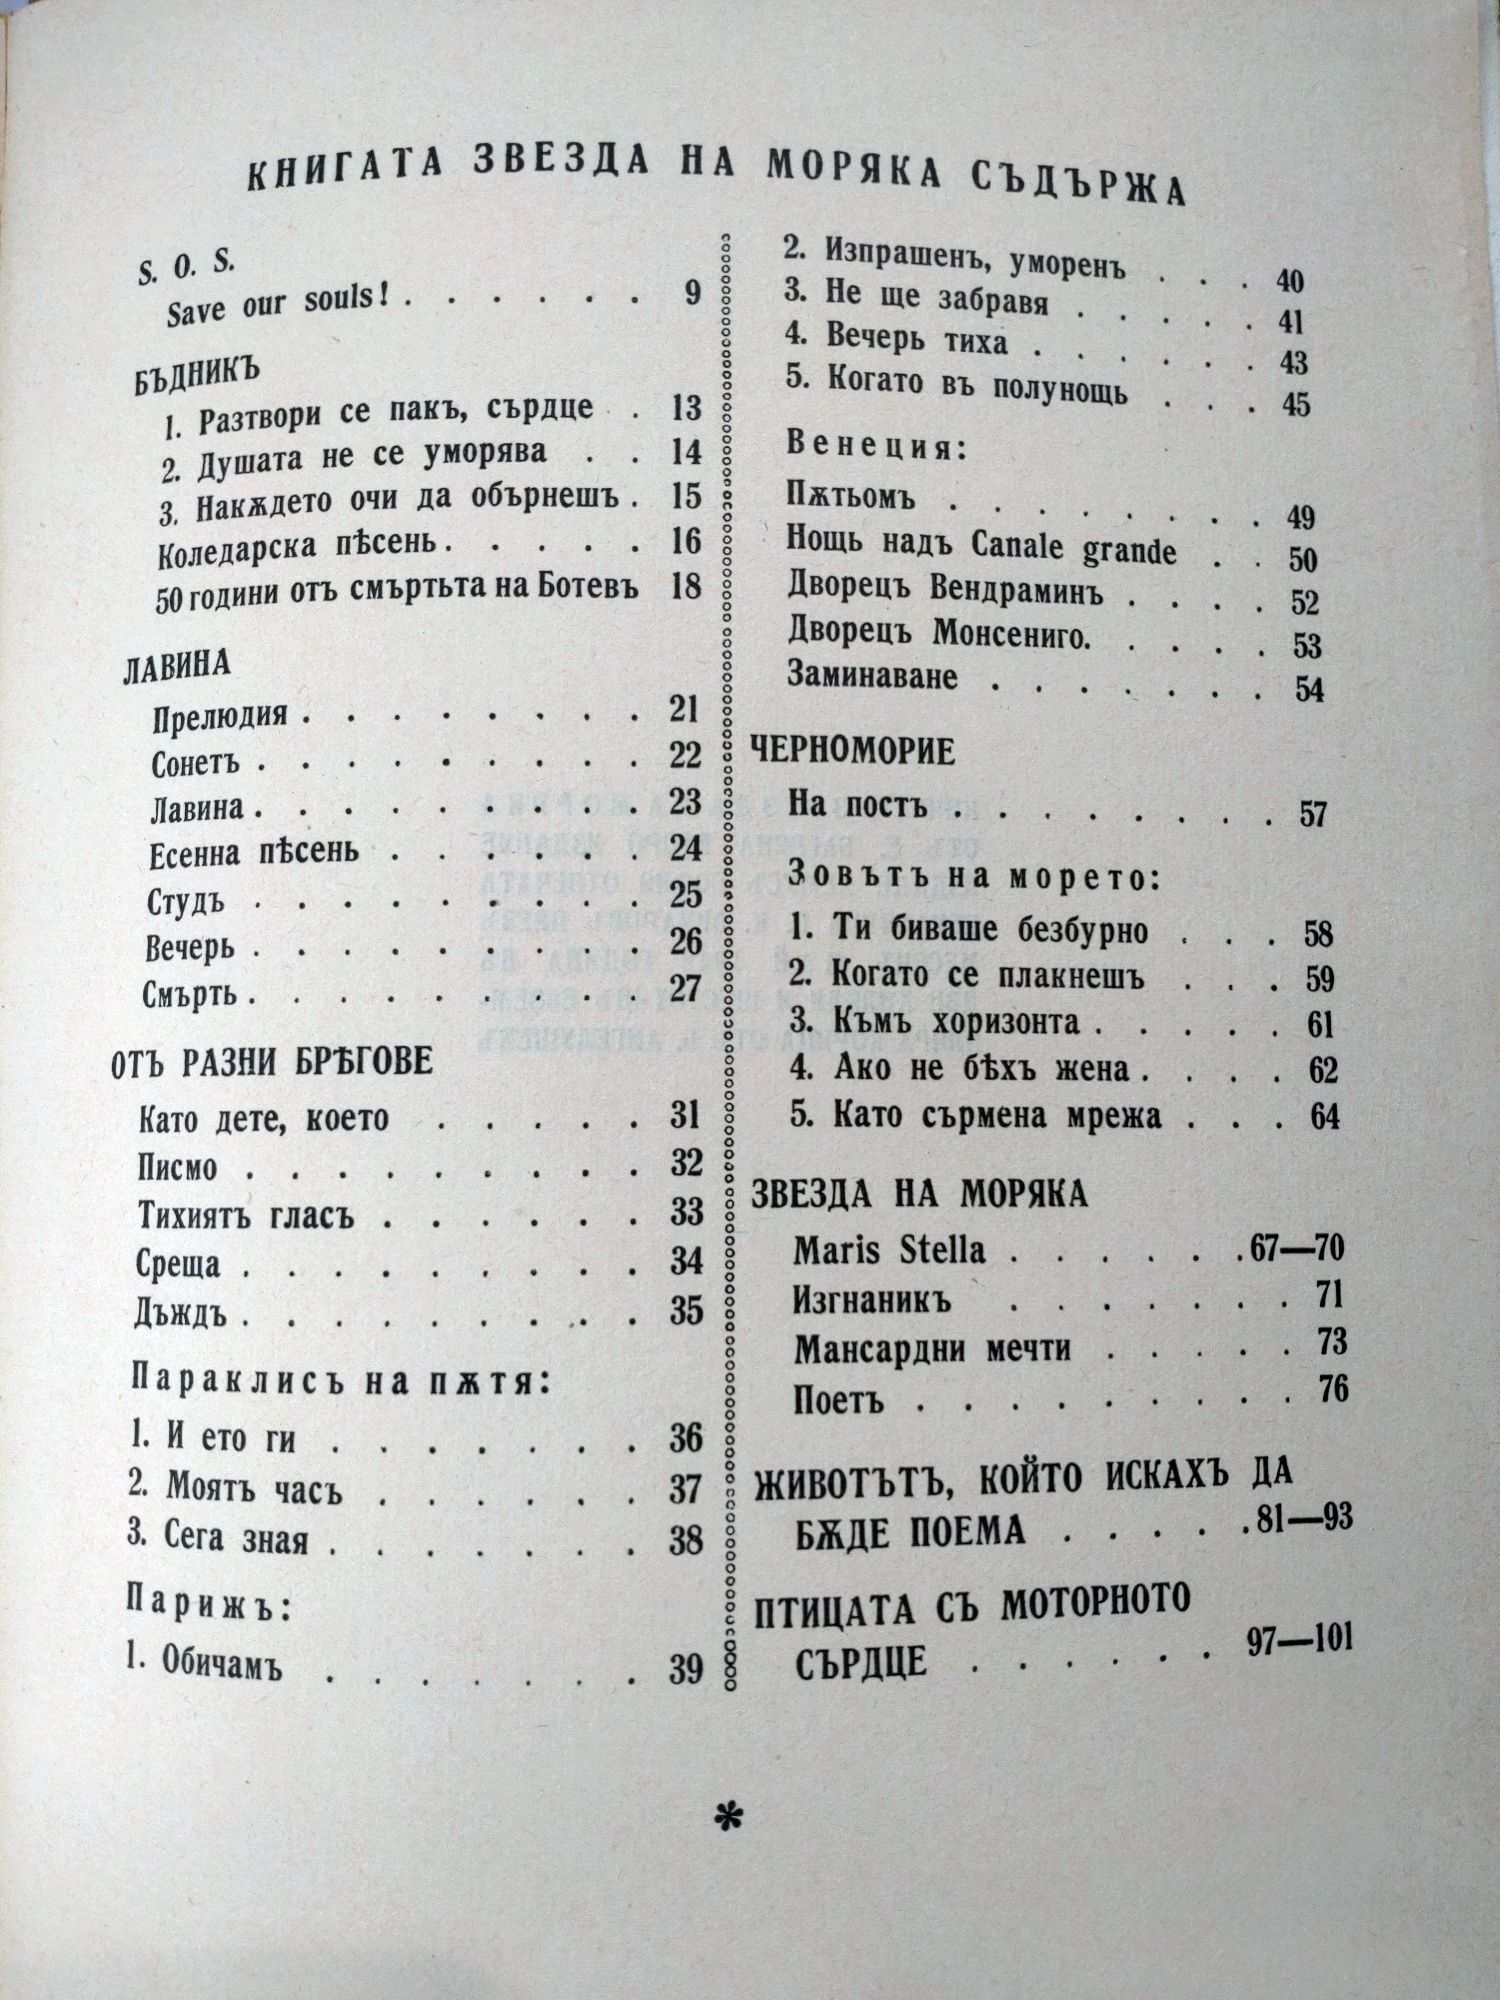 КНИГАТА ЗВЕЗДА НА МОРЯКА СЪДЪРЖА
S. O. S.
Save our souls! . . . . . . 9
БЪДНИКЪ
1. Разтвори се пакъ, сърдце . 13
2. Душата не се уморява . . 14
3. Накѫдето очи да обърнешъ . 15
Коледарска пѣсень . . . . . 16
50 години отъ смъртьта на Ботевъ 18
ЛАВИНА
Прелюдия . . . . . . . . 21
Сонетъ . . . . . . . . . 22
Лавина . . . . . . . . . 23
Есенна пѣсень . . . . . . 24
Студъ . . . . . . . . . 25
Вечерь . . . . . . . . . 26
Смърть . . . . . . . . . 27
ОТЪ РАЗНИ БРѢГОВЕ
Като дете, което . . . . . 31
Писмо . . . . . . . . . 32
Тихиятъ гласъ . . . . . . 33
Среща . . . . . . . . . 34
Дъждъ . . . . . . . . . 35
Параклисъ на пѫтя:
1. И ето ги . . . . . . . 36
2. Моятъ часъ . . . . . . 37
3. Сега зная . . . . . . . 38
Парижъ:
1. Обичамъ . . . . . . . 39
2. Изпрашенъ, уморенъ . . . 40
3. Не ще забравя . . . . . 41
4. Вечерь тиха . . . . . . 43
5. Когато въ полунощь . . . 45
Венеция:
Пѫтьомъ . . . . . . . . 49
Нощь надъ Canale grande . . 50
Дворецъ Вендраминъ . . . . 52
Дворецъ Монсениго. . . . . 53
Заминаване . . . . . . . 54
ЧЕРНОМОРИЕ
На постъ . . . . . . . . 57
Зовътъ на морето:
1. Ти биваше безбурно . . . 58
2. Когато се плакнешъ . . . 59
3. Къмъ хоризонта . . . . . 61
4. Ако не бѣхъ жена . . . . 62
5. Като сърмена мрежа . . . 64
ЗВЕЗДА НА МОРЯКА
Maris Stella . . . . . . 67—70
Изгнаникъ . . . . . . . 71
Мансардни мечти . . . . . 73
Поетъ . . . . . . . . . 76
ЖИВОТЪТЪ, КОЙТО ИСКАХЪ ДА
БѪДЕ ПОЕМА . . . . . 81—93
ПТИЦАТА СЪ МОТОРНОТО
СЪРДЦЕ . . . . . . 97—101
*